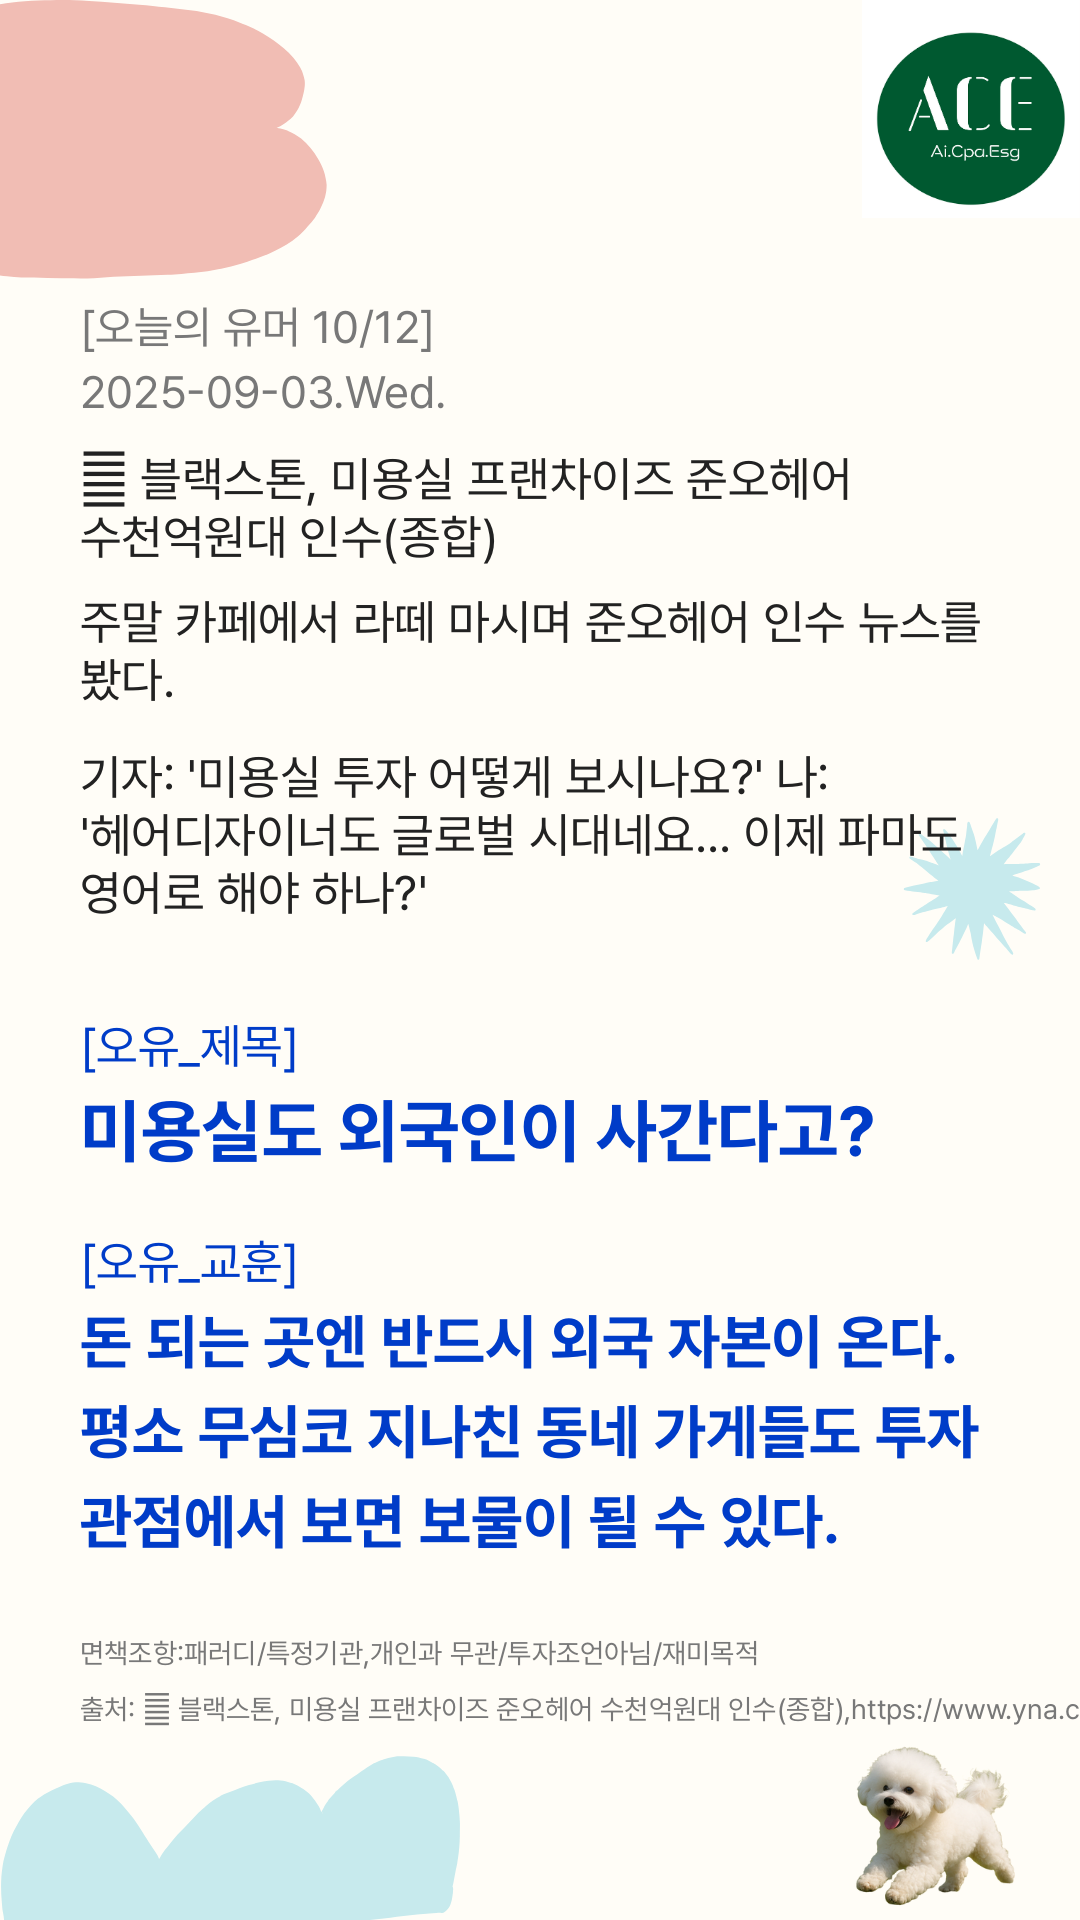 ACE
Ai.Cpa.Esg
[오늘의 유머 10/12]
2025-09-03.Wed.
𝌆 블랙스톤, 미용실 프랜차이즈 준오헤어
수천억원대 인수(종합)
주말 카페에서 라떼 마시며 준오헤어 인수 뉴스를
봤다.
기자: '미용실 투자 어떻게 보시나요?' 나:
'헤어디자이너도 글로벌 시대네요... 이제 파마도
영어로 해야 하나?'
[오유_제목]
미용실도 외국인이 사간다고?
[오유_교훈]
돈 되는 곳엔 반드시 외국 자본이 온다.
평소 무심코 지나친 동네 가게들도 투자
관점에서 보면 보물이 될 수 있다.
면책조항:패러디/특정기관,개인과 무관/투자조언아님/재미목적
출처: 𝌆 블랙스톤, 미용실 프랜차이즈 준오헤어 수천억원대 인수(종합),https://www.yna.c